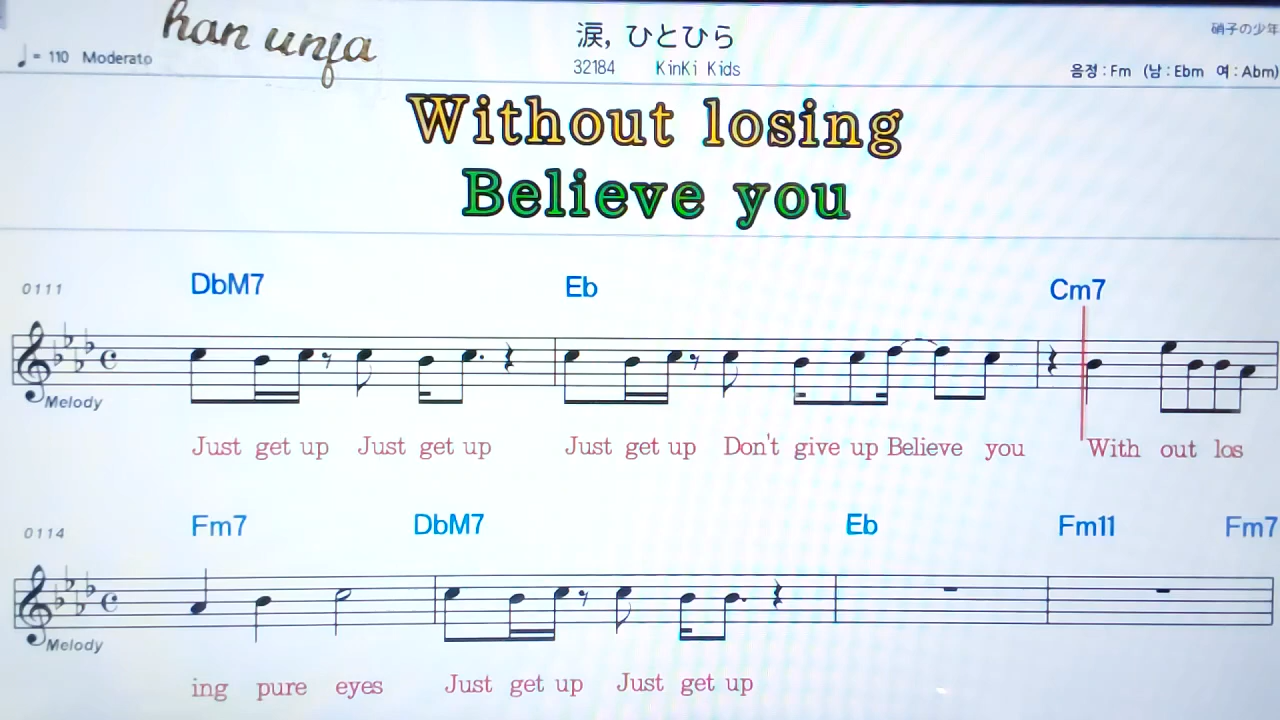 han unfa
涙, ひとひら
硝子の少年
♩= 110 Moderato
32184 KinKi Kids
음정 : Fm (남 : Ebm 여 : Abm)
Without losing
Believe you
0111 DbM7 Eb Cm7
Melody
Just get up Just get up Just get up Don't give up Believe you With out los
0114 Fm7 DbM7 Eb Fm11 Fm7
Melody
ing pure eyes Just get up Just get up